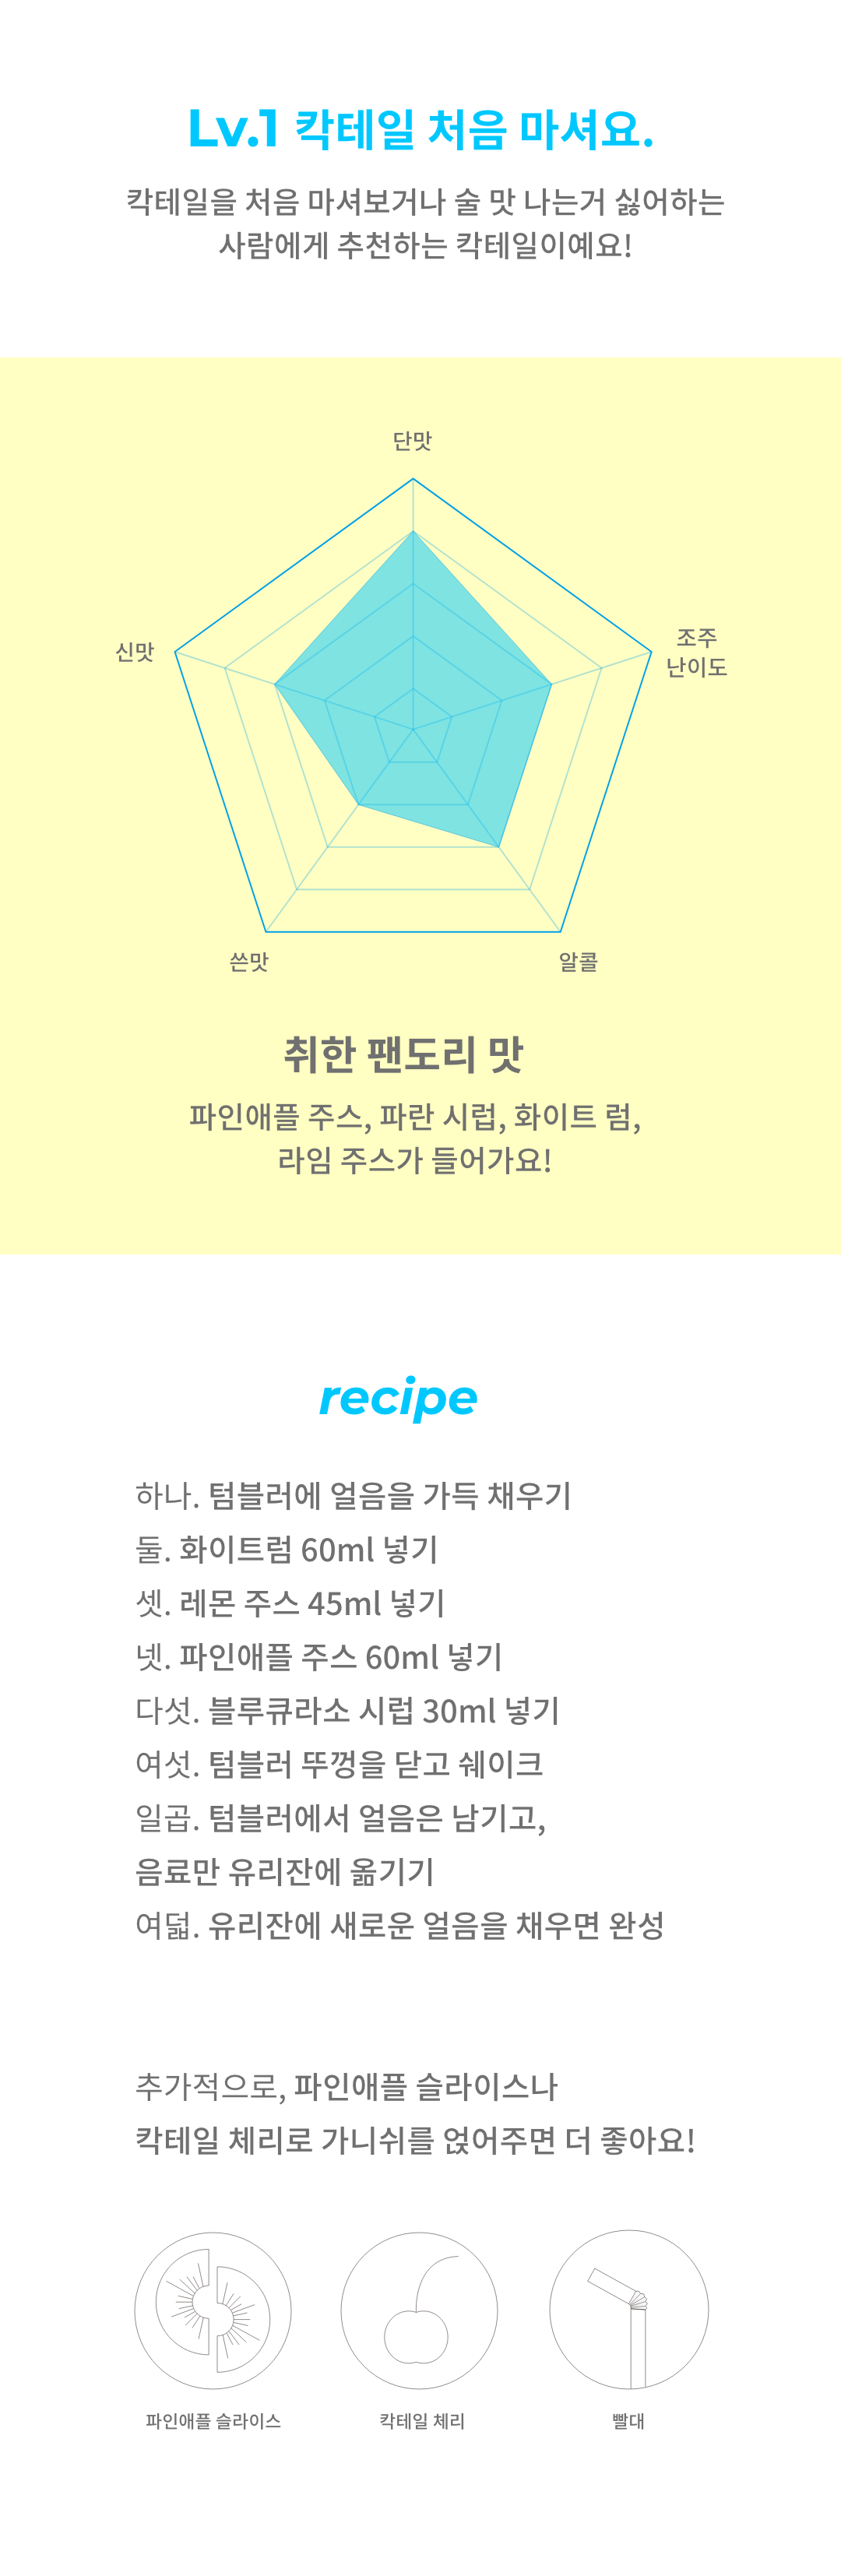 Lv.1 칵테일 처음 마셔요.
칵테일을 처음 마셔보거나 술 맛 나는거 싫어하는
사람에게 추천하는 칵테일이예요!
단맛
신맛
조주
난이도
쓴맛
알콜
취한 팬도리 맛
파인애플 주스, 파란 시럽, 화이트 럼,
라임 주스가 들어가요!
recipe
하나. 텀블러에 얼음을 가득 채우기
둘. 화이트럼 60ml 넣기
셋. 레몬 주스 45ml 넣기
넷. 파인애플 주스 60ml 넣기
다섯. 블루큐라소 시럽 30ml 넣기
여섯. 텀블러 뚜껑을 닫고 쉐이크
일곱. 텀블러에서 얼음은 남기고,
음료만 유리잔에 옮기기
여덟. 유리잔에 새로운 얼음을 채우면 완성
추가적으로, 파인애플 슬라이스나
칵테일 체리로 가니쉬를 얹어주면 더 좋아요!
파인애플 슬라이스
칵테일 체리
빨대